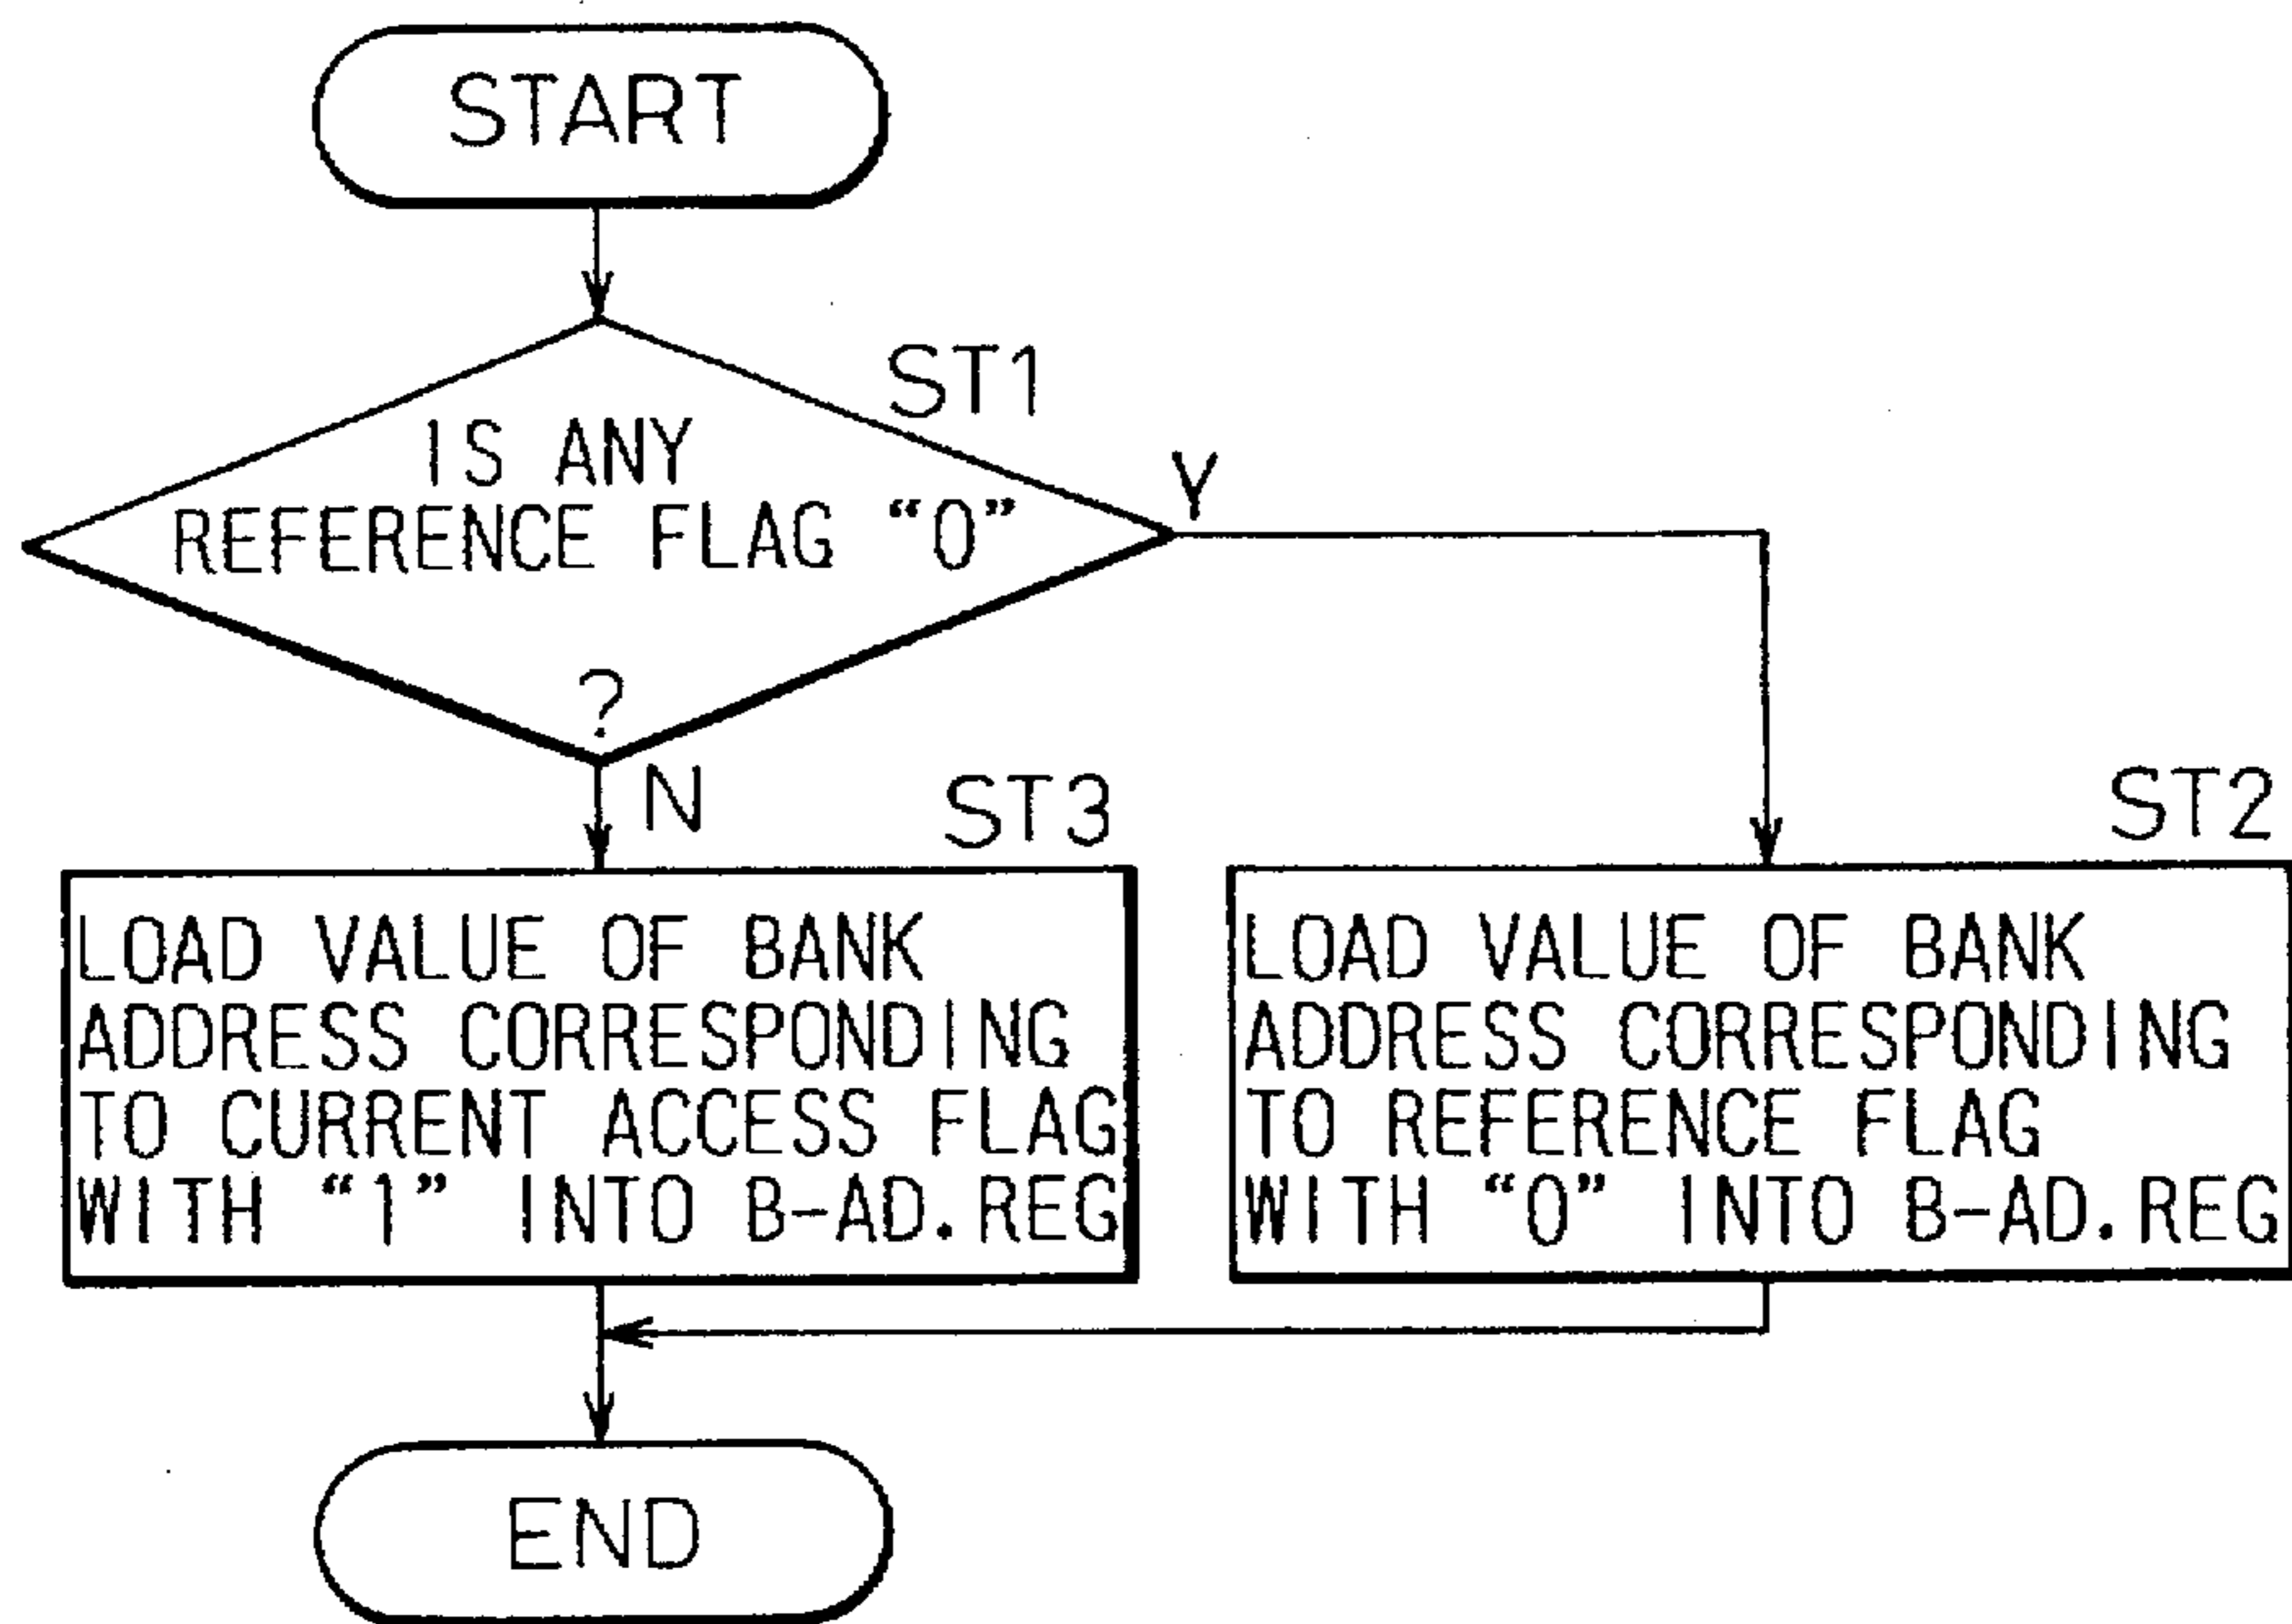 START
ST1
IS ANY
REFERENCE FLAG “0”
?
Y
N
ST3
LOAD VALUE OF BANK
ADDRESS CORRESPONDING
TO CURRENT ACCESS FLAG
WITH “1” INTO B-AD.REG
ST2
LOAD VALUE OF BANK
ADDRESS CORRESPONDING
TO REFERENCE FLAG
WITH “0” INTO B-AD.REG
END